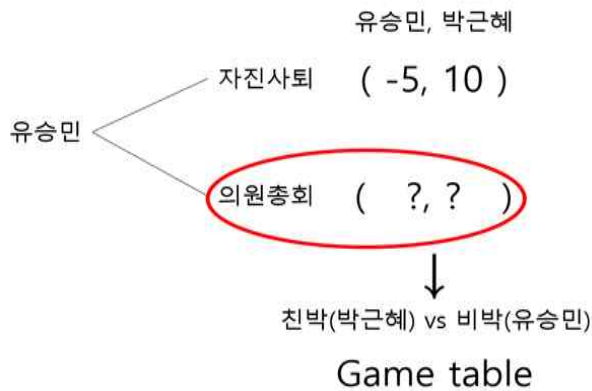 유승민, 박근혜
자진사퇴 ( -5, 10 )
유승민
의원총회 ( ?, ? )
친박(박근혜) vs 비박(유승민)
Game table